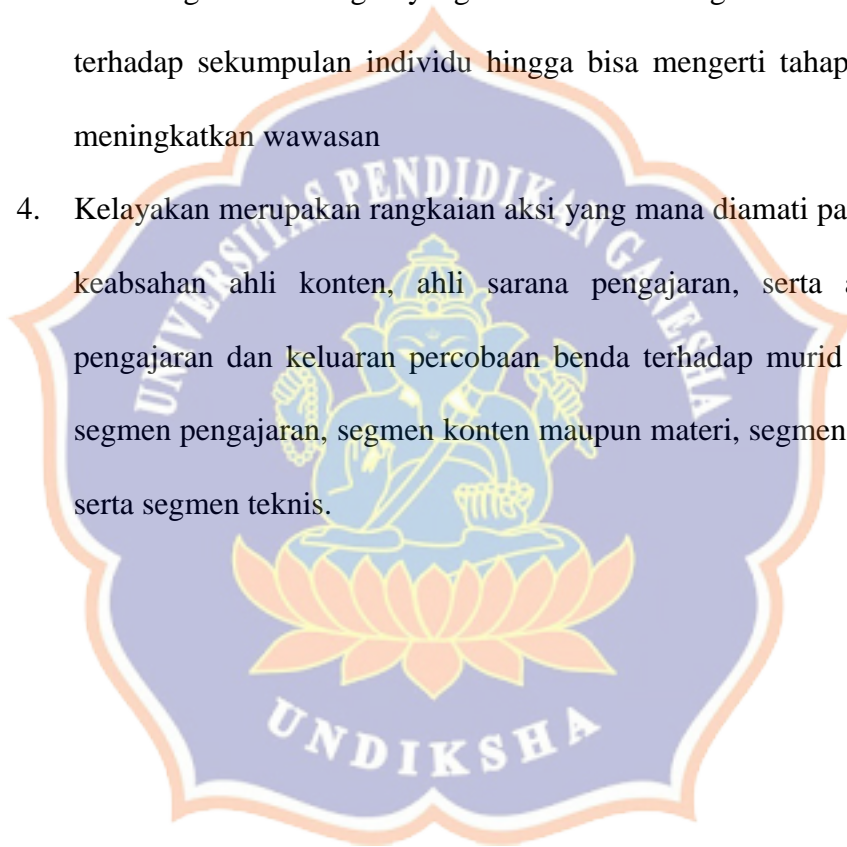 terhadap sekumpulan individu hingga bisa mengerti tahap
meningkatkan wawasan
4. Kelayakan merupakan rangkaian aksi yang mana diamati pa
keabsahan ahli konten, ahli sarana pengajaran, serta a
pengajaran dan keluaran percobaan benda terhadap murid
segmen pengajaran, segmen konten maupun materi, segmen
serta segmen teknis.
UNIVERSITAS PENDIDIKAN GANESHA
UNDIKSHA